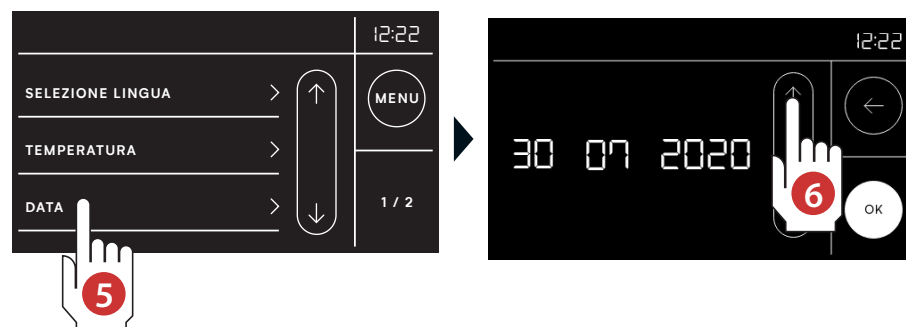 12:22
SELEZIONE LINGUA
MENU
TEMPERATURA
DATA
1 / 2
5
12:22
30 07 2020
6
OK